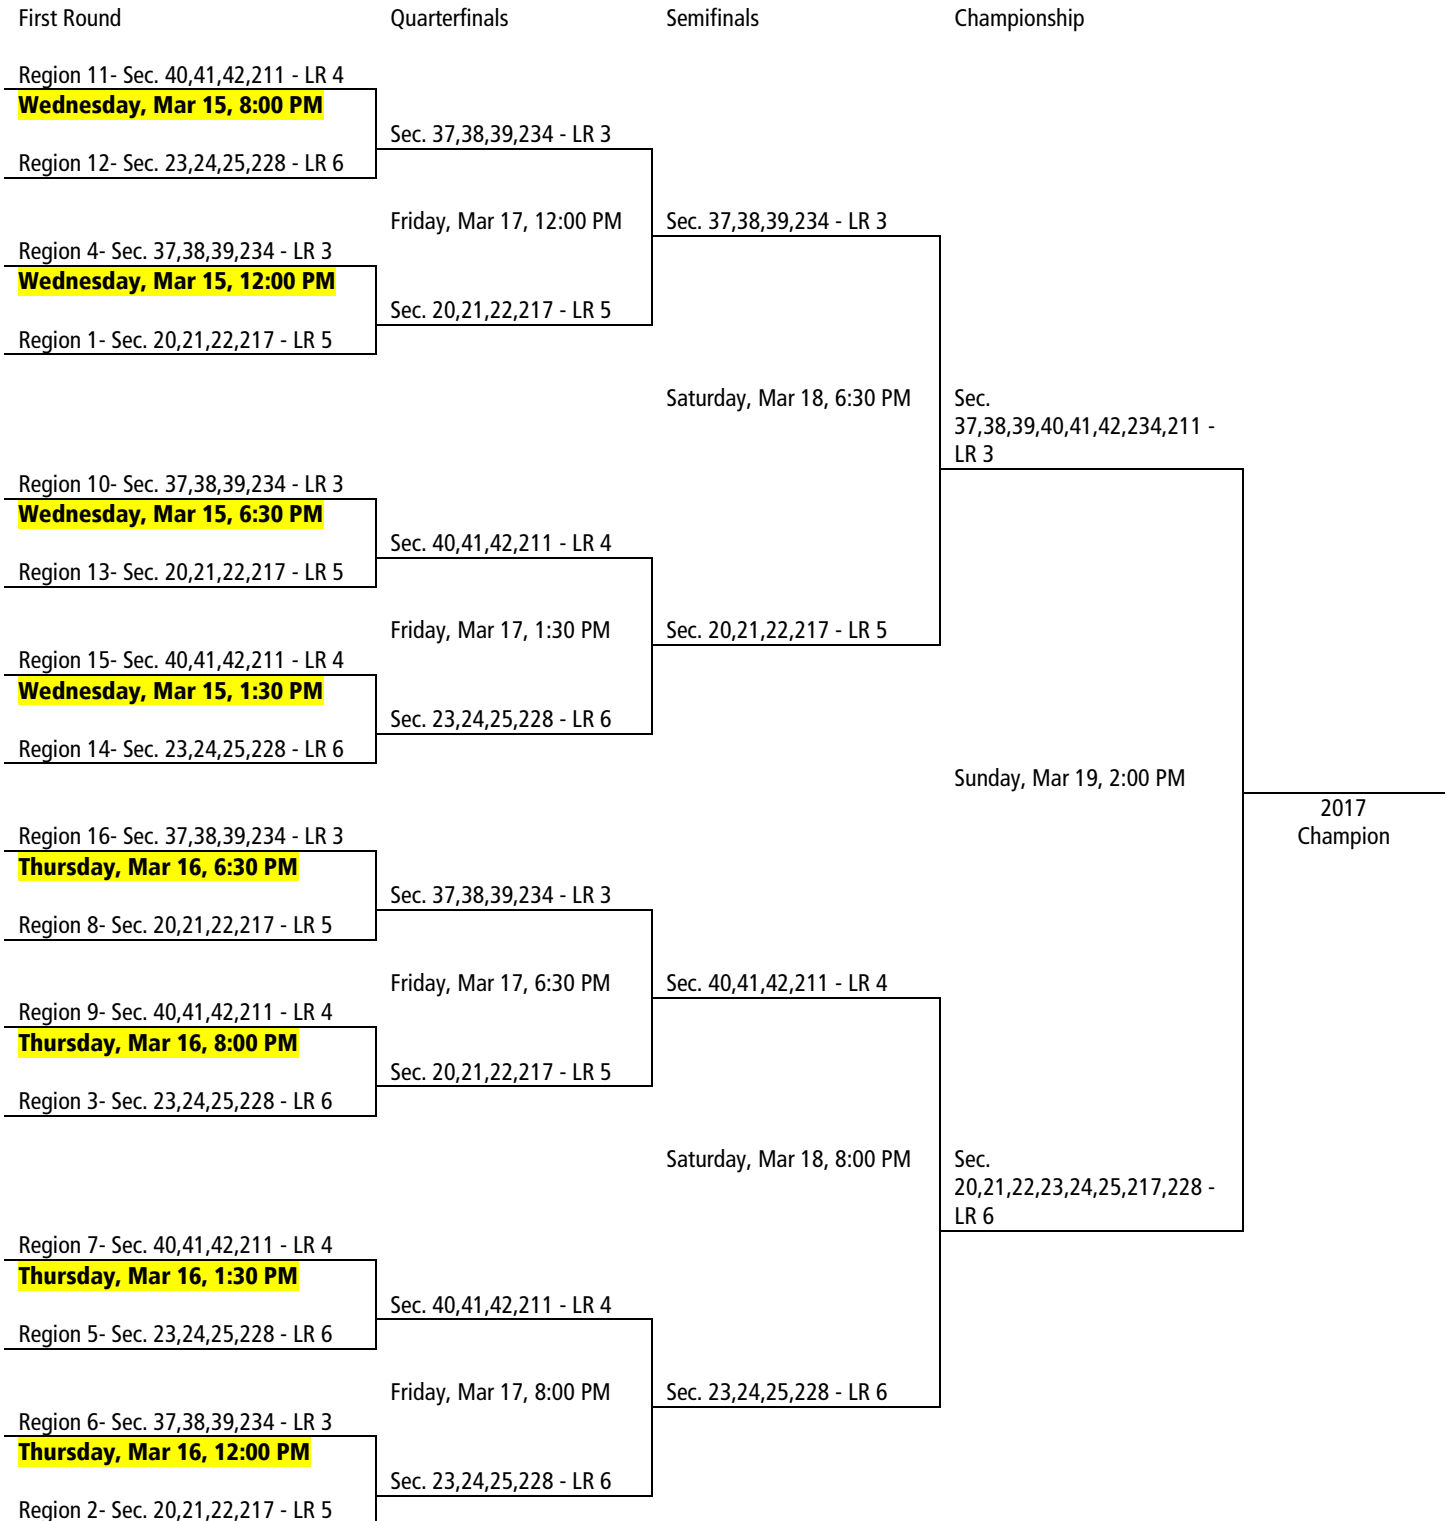 First Round
Quarterfinals
Semifinals
Championship
Region 11- Sec. 40,41,42,211 - LR 4
Wednesday, Mar 15, 8:00 PM
Sec. 37,38,39,234 - LR 3
Region 12- Sec. 23,24,25,228 - LR 6
Friday, Mar 17, 12:00 PM
Sec. 37,38,39,234 - LR 3
Region 4- Sec. 37,38,39,234 - LR 3
Wednesday, Mar 15, 12:00 PM
Sec. 20,21,22,217 - LR 5
Region 1- Sec. 20,21,22,217 - LR 5
Saturday, Mar 18, 6:30 PM
Sec.
37,38,39,40,41,42,234,211 -
LR 3
Region 10- Sec. 37,38,39,234 - LR 3
Wednesday, Mar 15, 6:30 PM
Sec. 40,41,42,211 - LR 4
Region 13- Sec. 20,21,22,217 - LR 5
Friday, Mar 17, 1:30 PM
Sec. 20,21,22,217 - LR 5
Region 15- Sec. 40,41,42,211 - LR 4
Wednesday, Mar 15, 1:30 PM
Sec. 23,24,25,228 - LR 6
Region 14- Sec. 23,24,25,228 - LR 6
Sunday, Mar 19, 2:00 PM
2017
Champion
Region 16- Sec. 37,38,39,234 - LR 3
Thursday, Mar 16, 6:30 PM
Sec. 37,38,39,234 - LR 3
Region 8- Sec. 20,21,22,217 - LR 5
Friday, Mar 17, 6:30 PM
Sec. 40,41,42,211 - LR 4
Region 9- Sec. 40,41,42,211 - LR 4
Thursday, Mar 16, 8:00 PM
Sec. 20,21,22,217 - LR 5
Region 3- Sec. 23,24,25,228 - LR 6
Saturday, Mar 18, 8:00 PM
Sec.
20,21,22,23,24,25,217,228 -
LR 6
Region 7- Sec. 40,41,42,211 - LR 4
Thursday, Mar 16, 1:30 PM
Sec. 40,41,42,211 - LR 4
Region 5- Sec. 23,24,25,228 - LR 6
Friday, Mar 17, 8:00 PM
Sec. 23,24,25,228 - LR 6
Region 6- Sec. 37,38,39,234 - LR 3
Thursday, Mar 16, 12:00 PM
Sec. 23,24,25,228 - LR 6
Region 2- Sec. 20,21,22,217 - LR 5